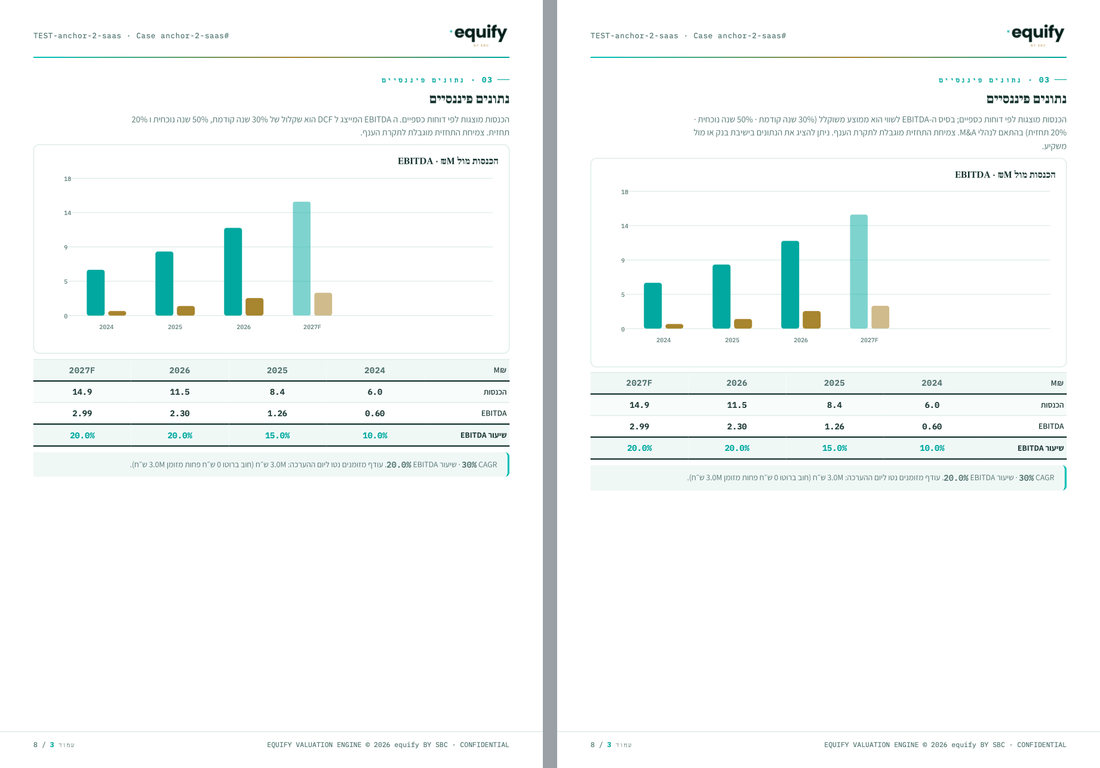 TEST-anchor-2-saas · Case anchor-2-saas#
equify
BY SBC
03 · נתונים פיננסיים
נתונים פיננסיים
הכנסות מוצגות לפי דוחות כספיים. ה EBITDA המייצג ל DCF הוא שקלול של 30% שנה קודמת, 50% שנה נוכחית ו 20%
תחזית. צמיחת התחזית מוגבלת לתקרת הענף.
הכנסות מול EBITDA · ₪M
18
14
9
5
0
2024
2025
2026
2027F
₪M 2024 2025 2026 2027F
הכנסות 6.0 8.4 11.5 14.9
EBITDA 0.60 1.26 2.30 2.99
שיעור EBITDA 10.0% 15.0% 20.0% 20.0%
CAGR 30% · שיעור EBITDA 20.0%. עודף מזומנים נטו ליום ההערכה: 3.0M ש״ח (חוב ברוטו 0 ש״ח פחות מזומן 3.0M ש״ח).
EQUIFY VALUATION ENGINE © 2026 equify BY SBC · CONFIDENTIAL
עמוד 3 / 8
TEST-anchor-2-saas · Case anchor-2-saas#
equify
BY SBC
03 · נתונים פיננסיים
נתונים פיננסיים
הכנסות מוצגות לפי דוחות כספיים; בסיס ה-EBITDA לשווי הוא ממוצע משוקלל (30% שנה קודמת · 50% שנה נוכחית ·
20% תחזית) בהתאם לנהלי M&A. צמיחת התחזית מוגבלת לתקרת הענף. ניתן להציג את הנתונים בישיבת בנק או מול
משקיע.
הכנסות מול EBITDA · ₪M
18
14
9
5
0
2024
2025
2026
2027F
₪M 2024 2025 2026 2027F
הכנסות 6.0 8.4 11.5 14.9
EBITDA 0.60 1.26 2.30 2.99
שיעור EBITDA 10.0% 15.0% 20.0% 20.0%
CAGR 30% · שיעור EBITDA 20.0%. עודף מזומנים נטו ליום ההערכה: 3.0M ש״ח (חוב ברוטו 0 ש״ח פחות מזומן 3.0M ש״ח).
EQUIFY VALUATION ENGINE © 2026 equify BY SBC · CONFIDENTIAL
עמוד 3 / 8